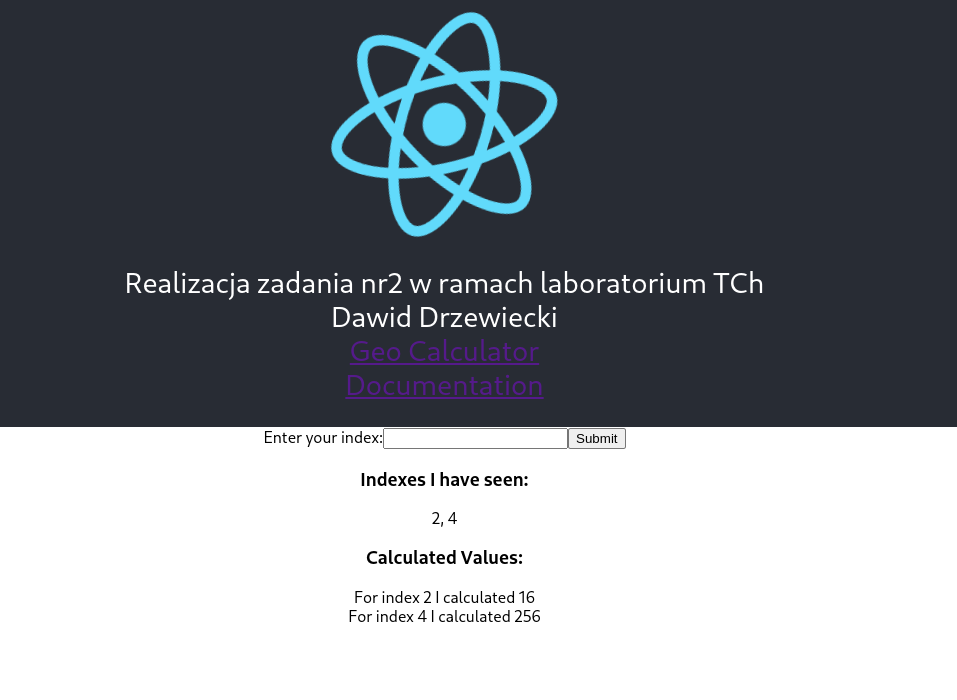 Realizacja zadania nr2 w ramach laboratorium TCh
Dawid Drzewiecki
Geo Calculator
Documentation
Enter your index: Submit
Indexes I have seen:
2, 4
Calculated Values:
For index 2 I calculated 16
For index 4 I calculated 256